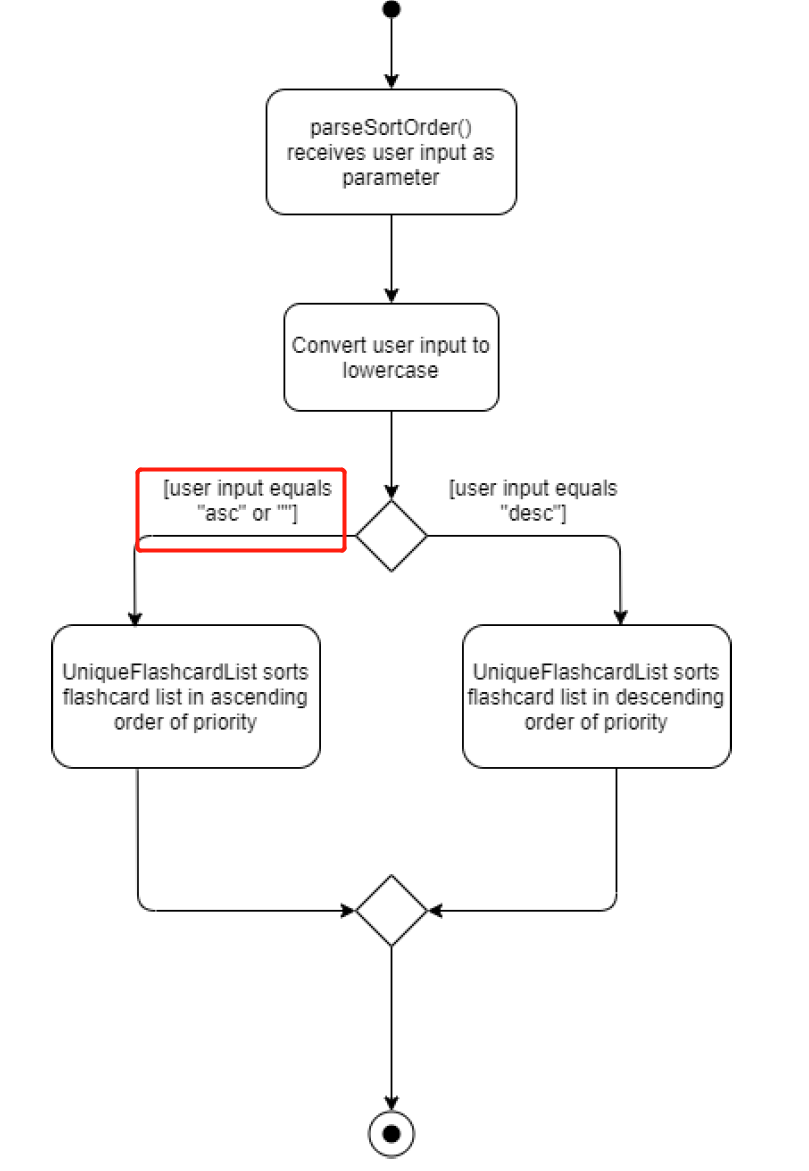 parseSortOrder()
receives user input as
parameter
Convert user input to
lowercase
[user input equals
"asc" or ""]
[user input equals
"desc"]
UniqueFlashcardList sorts
flashcard list in ascending
order of priority
UniqueFlashcardList sorts
flashcard list in descending
order of priority